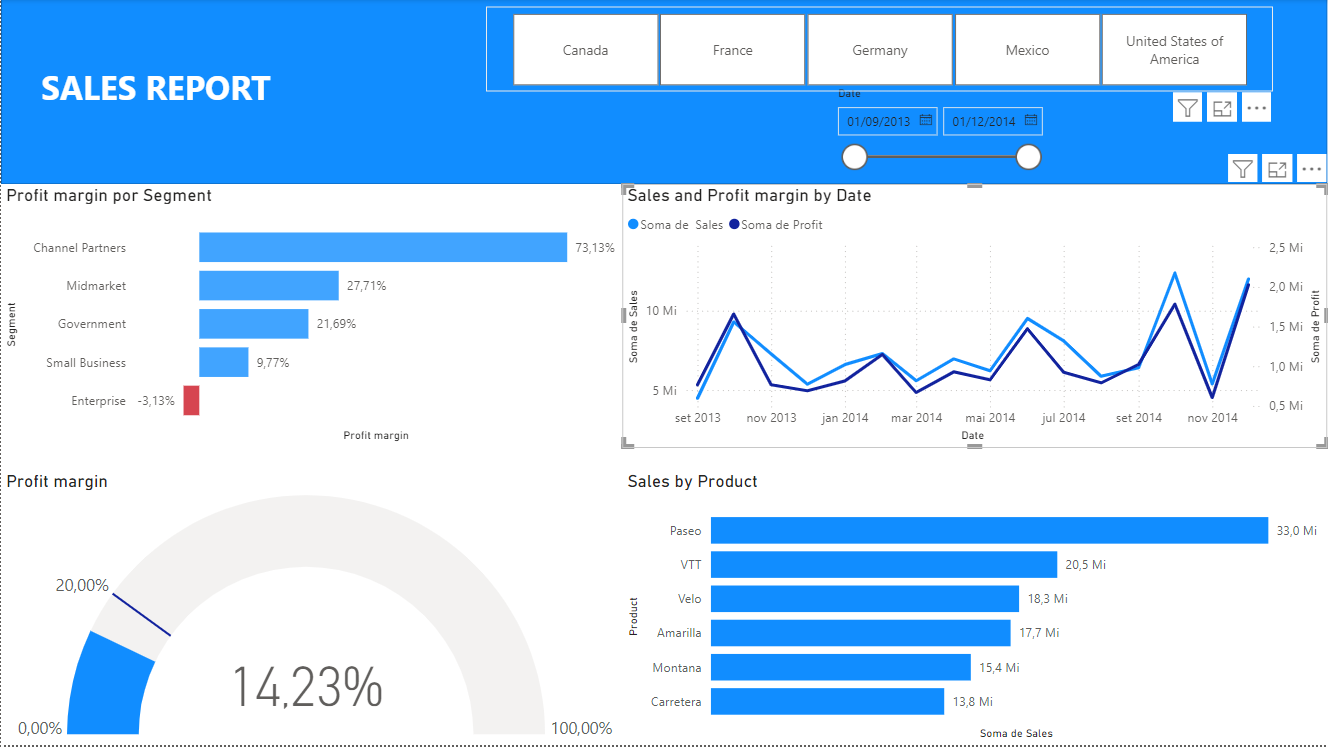 SALES REPORT
Canada
France
Germany
Mexico
United States of
America
Date
01/09/2013
01/12/2014
Profit margin por Segment
Segment
Channel Partners
73,13%
Midmarket
27,71%
Government
21,69%
Small Business
9,77%
Enterprise
-3,13%
Profit margin
Sales and Profit margin by Date
Soma de Sales
Soma de Profit
Soma de Sales
10 Mi
5 Mi
2,5 Mi
2,0 Mi
1,5 Mi
1,0 Mi
0,5 Mi
Soma de Profit
set 2013
nov 2013
jan 2014
mar 2014
mai 2014
jul 2014
set 2014
nov 2014
Date
Profit margin
20,00%
14,23%
0,00%
100,00%
Sales by Product
Product
Paseo
33,0 Mi
VTT
20,5 Mi
Velo
18,3 Mi
Amarilla
17,7 Mi
Montana
15,4 Mi
Carretera
13,8 Mi
Soma de Sales